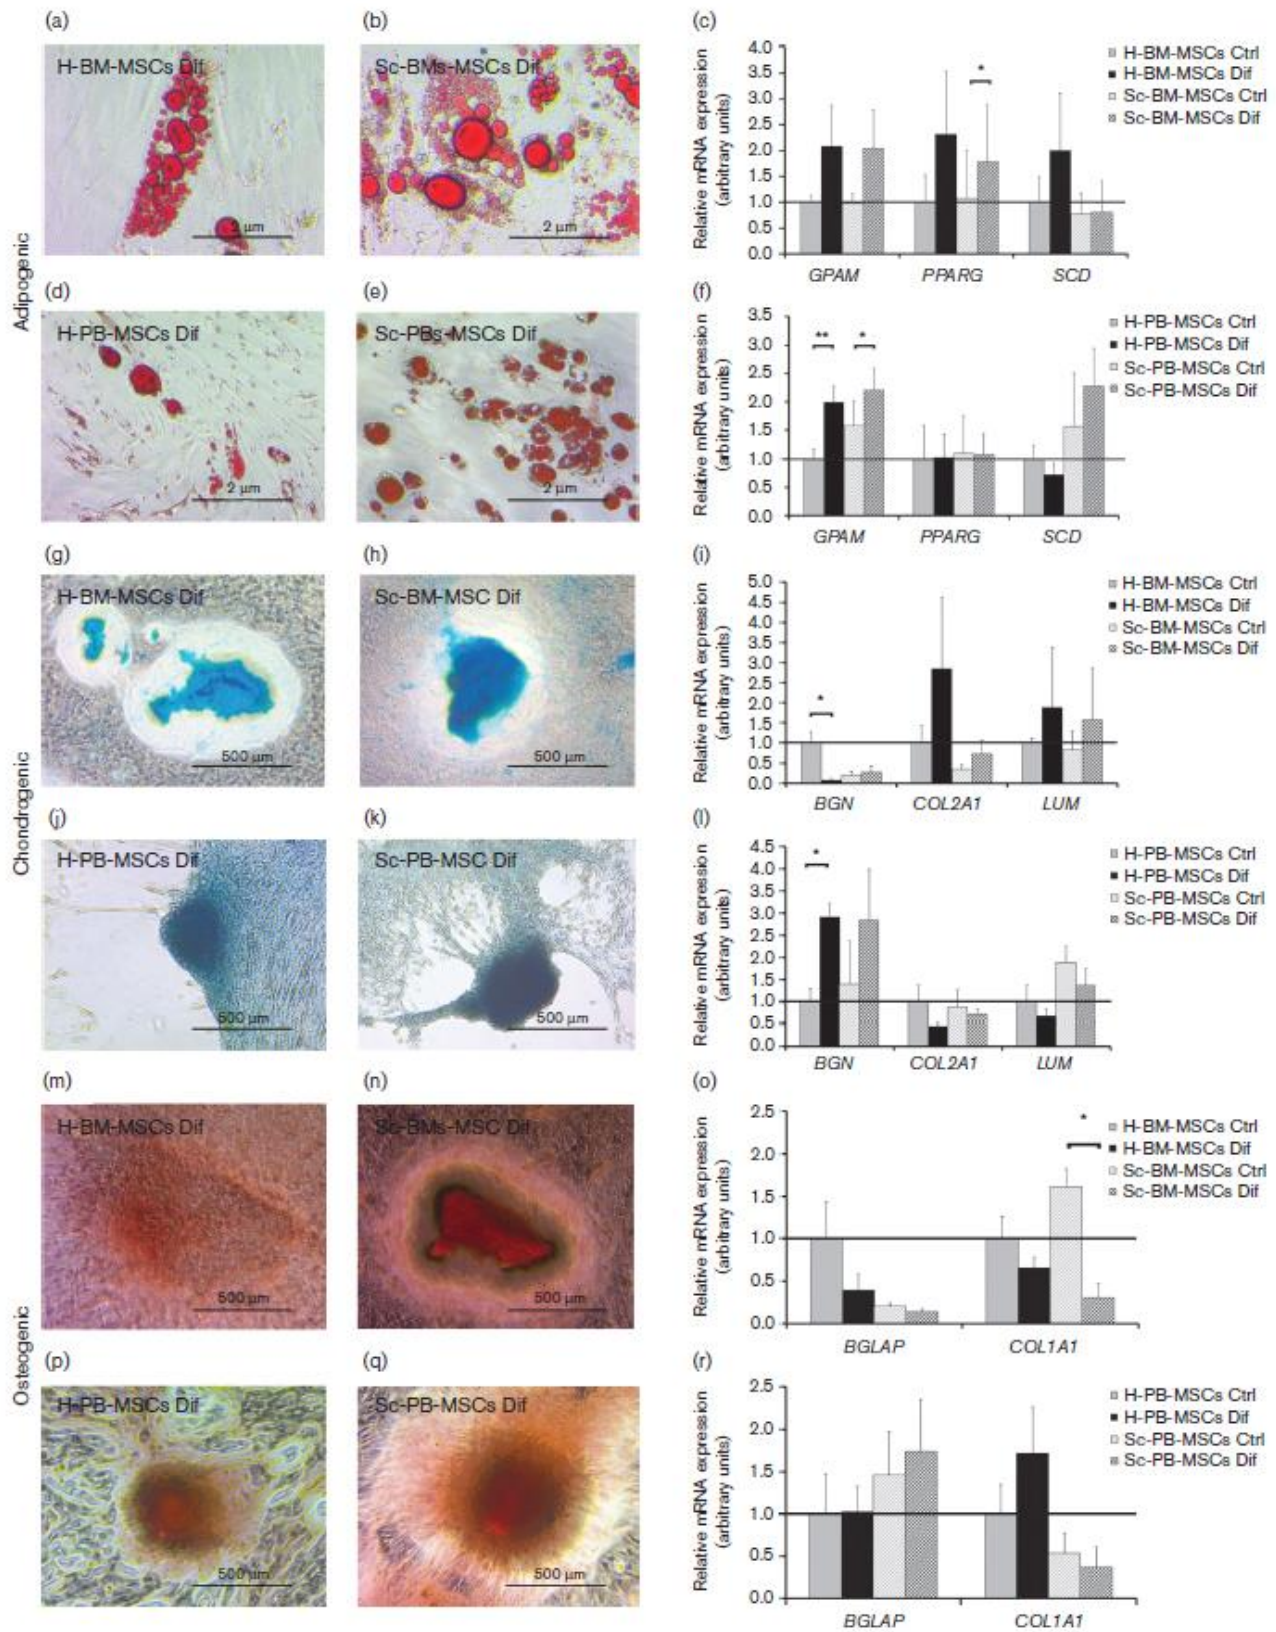 (a)
(b)
(c)
H-BM-MSCs Dif
Sc-BMs-MSCs Dif
2 μm
2 μm
Relative mRNA expression
(arbitrary units)
4.0
3.5
3.0
2.5
2.0
1.5
1.0
0.5
0.0
*
GPAM
PPARG
SCD
H-BM-MSCs Ctrl
H-BM-MSCs Dif
Sc-BM-MSCs Ctrl
Sc-BM-MSCs Dif
Adipogenic
(d)
(e)
(f)
H-PB-MSCs Dif
Sc-PBs-MSCs Dif
2 μm
2 μm
Relative mRNA expression
(arbitrary units)
3.5
3.0
2.5
2.0
1.5
1.0
0.5
0.0
**
*
GPAM
PPARG
SCD
H-PB-MSCs Ctrl
H-PB-MSCs Dif
Sc-PB-MSCs Ctrl
Sc-PB-MSCs Dif
(g)
(h)
(i)
H-BM-MSCs Dif
Sc-BM-MSC Dif
500 μm
500 μm
Relative mRNA expression
(arbitrary units)
5.0
4.5
4.0
3.5
3.0
2.5
2.0
1.5
1.0
0.5
0.0
*
BGN
COL2A1
LUM
H-BM-MSCs Ctrl
H-BM-MSCs Dif
Sc-BM-MSCs Ctrl
Sc-BM-MSCs Dif
Chondrogenic
(j)
(k)
(l)
H-PB-MSCs Dif
Sc-PB-MSC Dif
500 μm
500 μm
Relative mRNA expression
(arbitrary units)
4.5
4.0
3.5
3.0
2.5
2.0
1.5
1.0
0.5
0.0
*
BGN
COL2A1
LUM
H-PB-MSCs Ctrl
H-PB-MSCs Dif
Sc-PB-MSCs Ctrl
Sc-PB-MSCs Dif
(m)
(n)
(o)
H-BM-MSCs Dif
Sc-BMs-MSC Dif
500 μm
500 μm
Relative mRNA expression
(arbitrary units)
2.5
2.0
1.5
1.0
0.5
0.0
*
BGLAP
COL1A1
H-BM-MSCs Ctrl
H-BM-MSCs Dif
Sc-BM-MSCs Ctrl
Sc-BM-MSCs Dif
Osteogenic
(p)
(q)
(r)
H-PB-MSCs Dif
Sc-PB-MSCs Dif
500 μm
500 μm
Relative mRNA expression
(arbitrary units)
2.5
2.0
1.5
1.0
0.5
0.0
BGLAP
COL1A1
H-PB-MSCs Ctrl
H-PB-MSCs Dif
Sc-PB-MSCs Ctrl
Sc-PB-MSCs Dif